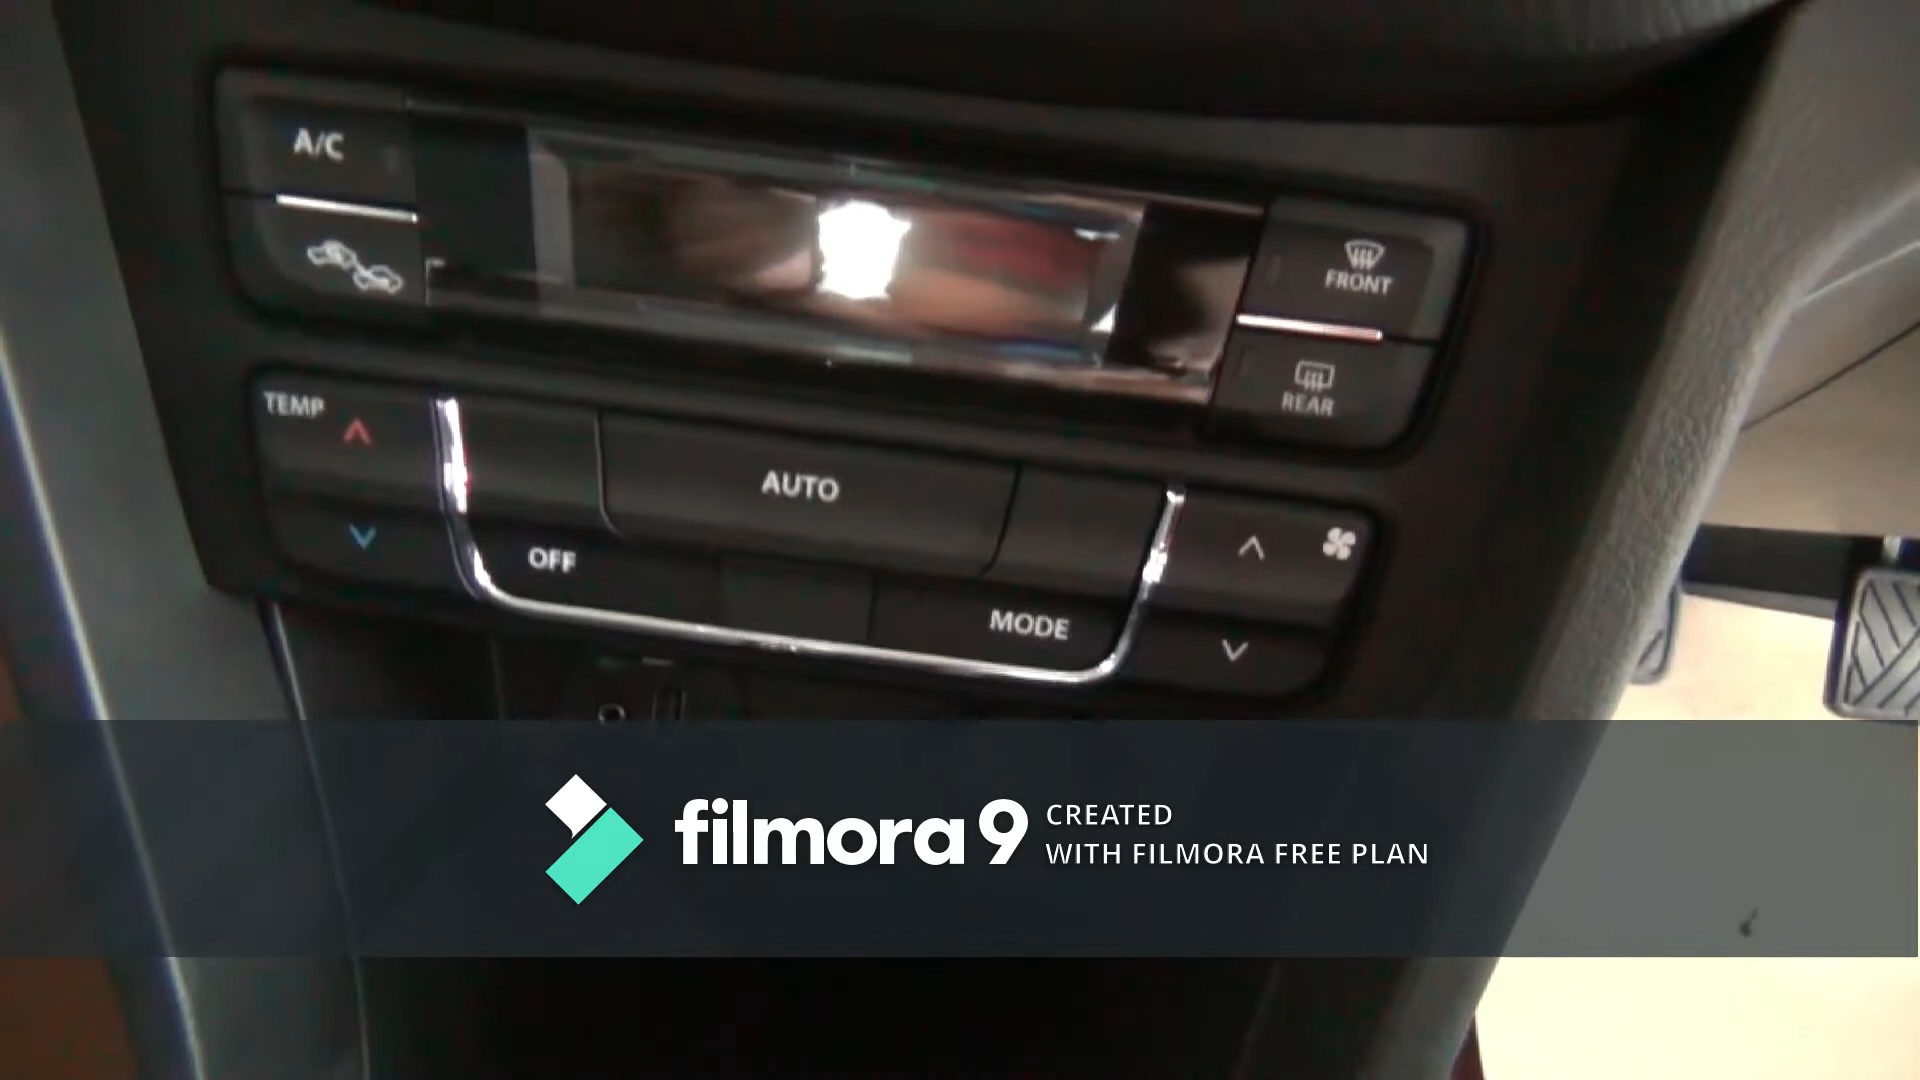 A/C
FRONT
REAR
TEMP
AUTO
OFF
MODE
filmora 9
CREATED
WITH FILMORA FREE PLAN